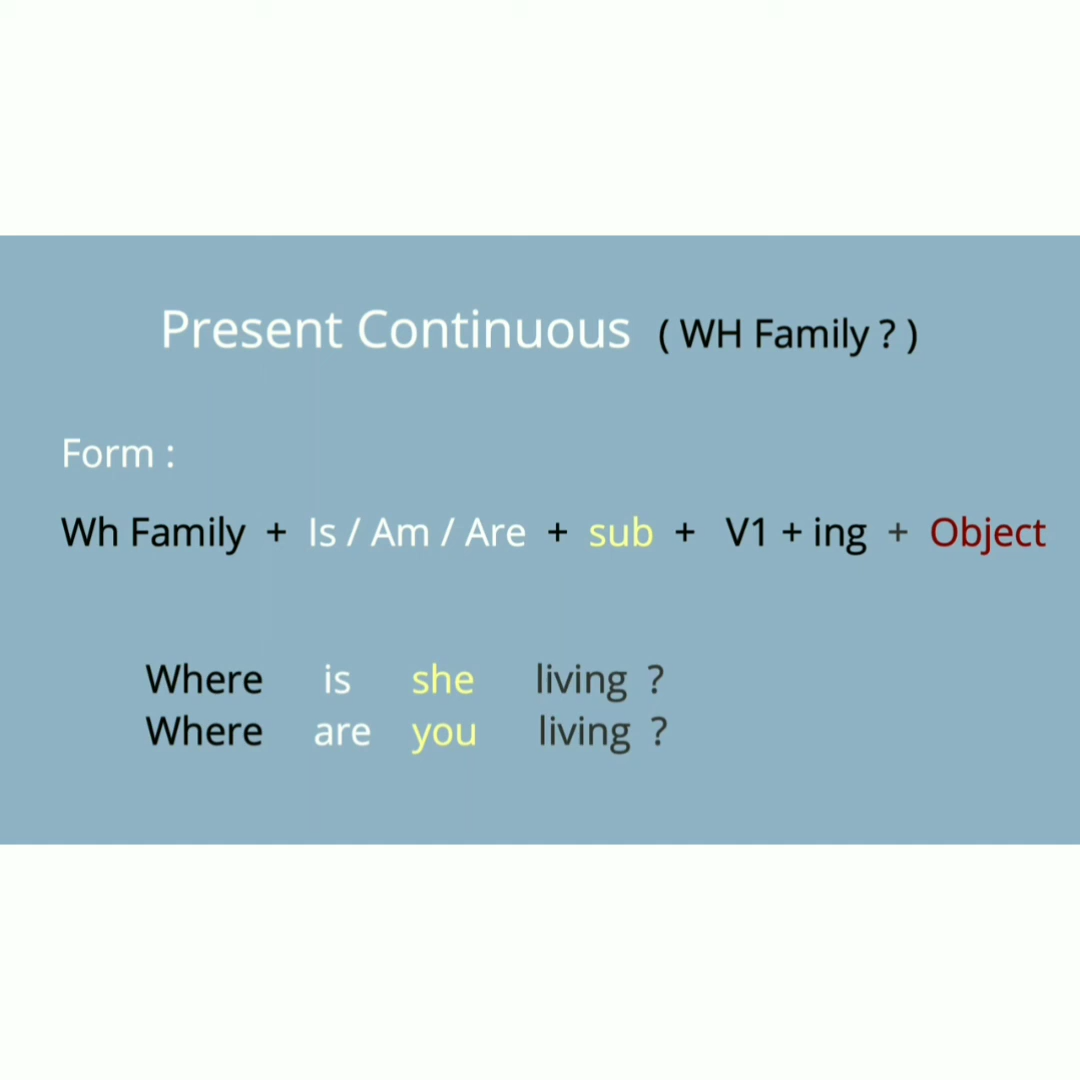 Present Continuous ( WH Family ? )
Form :
Wh Family + Is / Am / Are + sub + V1 + ing + Object
Where is she living ?
Where are you living ?